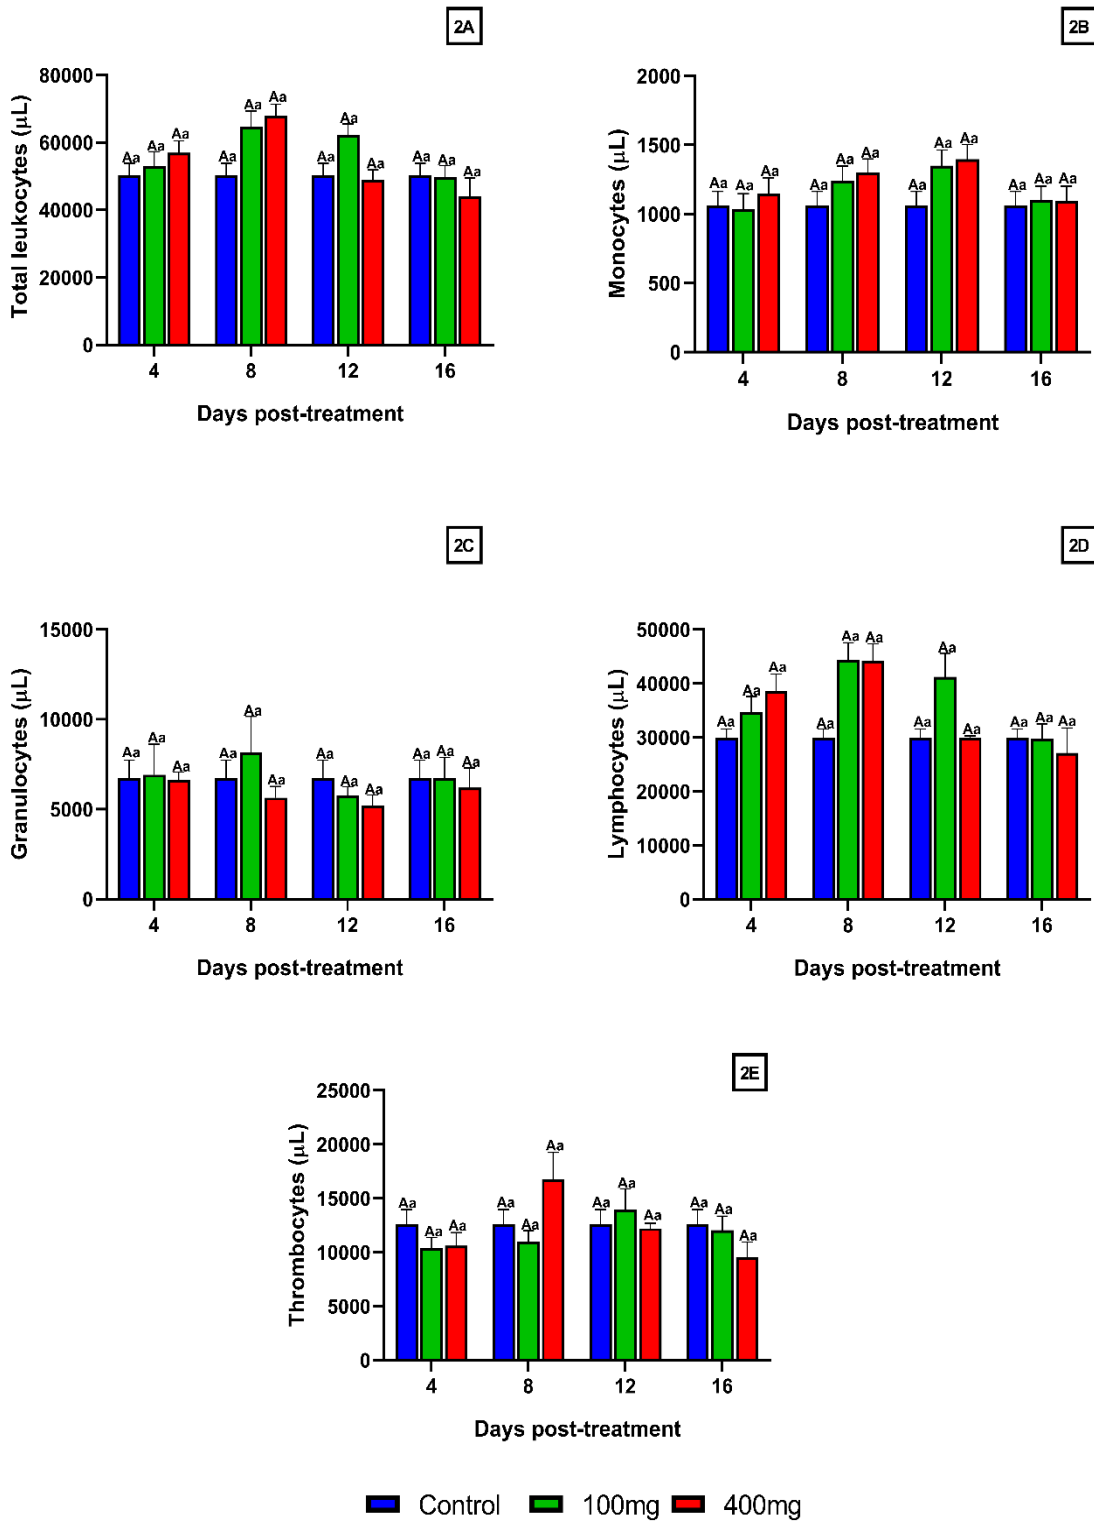 2A
Total leukocytes (µL)
80000
60000
40000
20000
0
Aa Aa Aa Aa Aa Aa Aa Aa Aa Aa Aa Aa
4 8 12 16
Days post-treatment
2B
Monocytes (µL)
2000
1500
1000
500
0
Aa Aa Aa Aa Aa Aa Aa Aa Aa Aa Aa Aa
4 8 12 16
Days post-treatment
2C
Granulocytes (µL)
15000
10000
5000
0
Aa Aa Aa Aa Aa Aa Aa Aa Aa Aa Aa Aa
4 8 12 16
Days post-treatment
2D
Lymphocytes (µL)
50000
40000
30000
20000
10000
0
Aa Aa Aa Aa Aa Aa Aa Aa Aa Aa Aa Aa
4 8 12 16
Days post-treatment
2E
Thrombocytes (µL)
25000
20000
15000
10000
5000
0
Aa Aa Aa Aa Aa Aa Aa Aa Aa Aa Aa Aa
4 8 12 16
Days post-treatment
Control 100mg 400mg